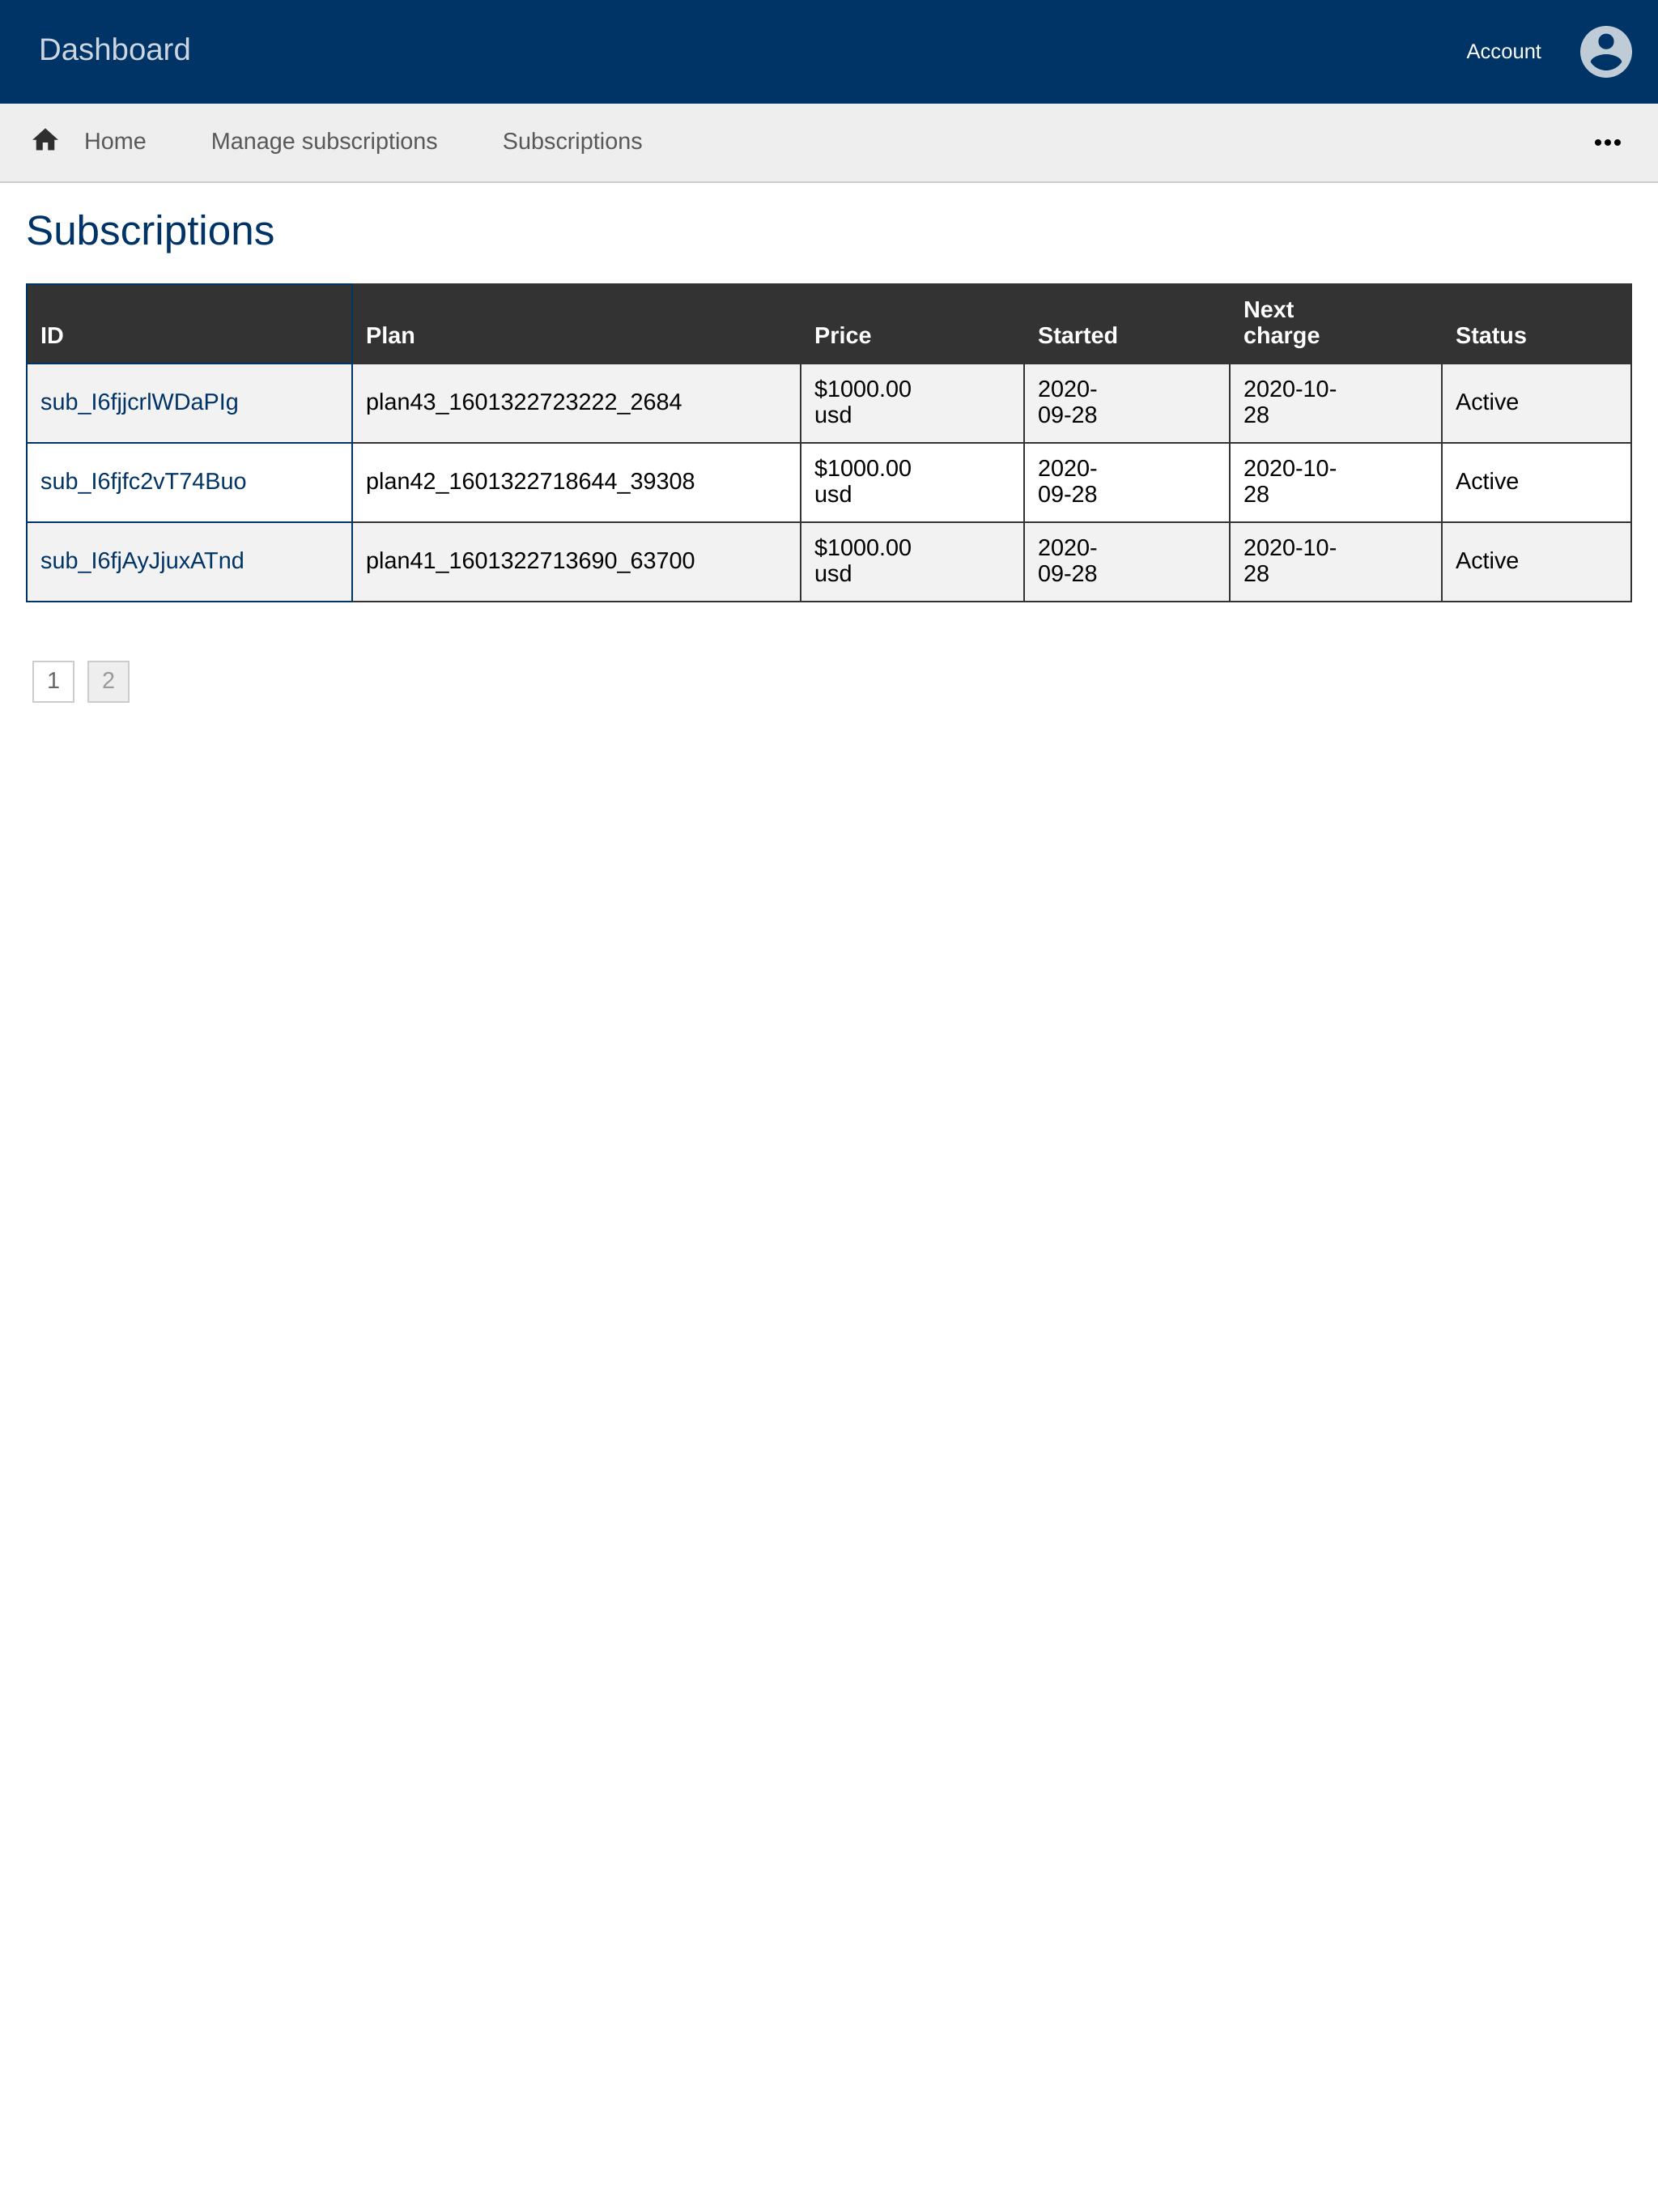 Dashboard
Account
Home Manage subscriptions Subscriptions
Subscriptions
ID Plan Price Started Next charge Status
sub_I6fjjcrlWDaPIg plan43_1601322723222_2684 $1000.00 usd 2020-09-28 2020-10-28 Active
sub_I6fjfc2vT74Buo plan42_1601322718644_39308 $1000.00 usd 2020-09-28 2020-10-28 Active
sub_I6fjAyJjuxATnd plan41_1601322713690_63700 $1000.00 usd 2020-09-28 2020-10-28 Active
1 2